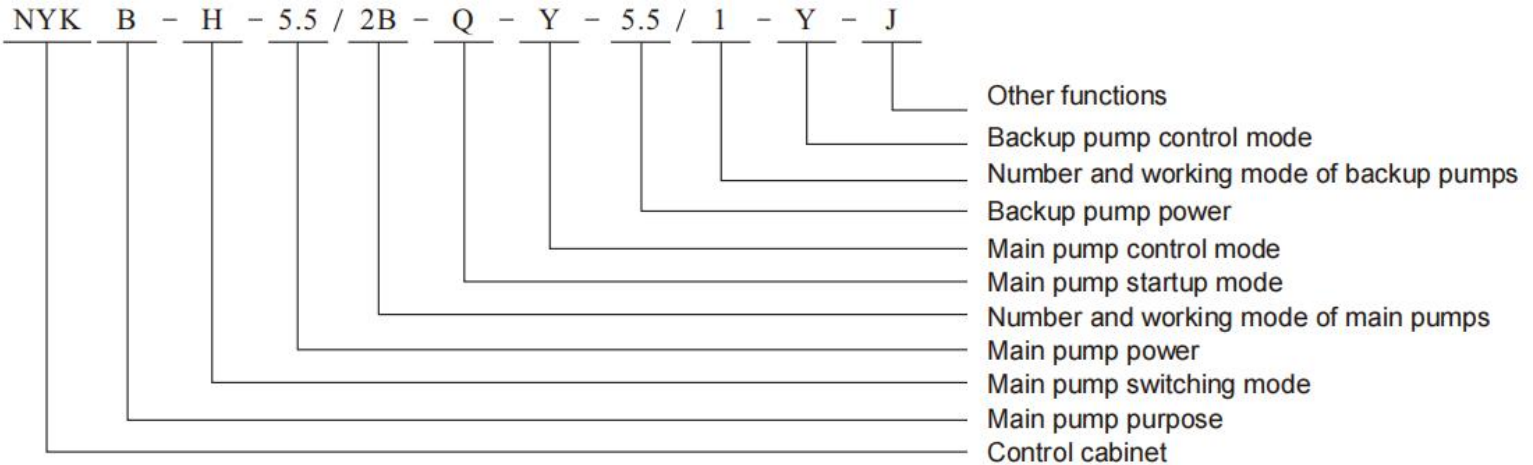 NYK B - H - 5.5 / 2B - Q - Y - 5.5 / 1 - Y - J
Other functions
Backup pump control mode
Number and working mode of backup pumps
Backup pump power
Main pump control mode
Main pump startup mode
Number and working mode of main pumps
Main pump power
Main pump switching mode
Main pump purpose
Control cabinet